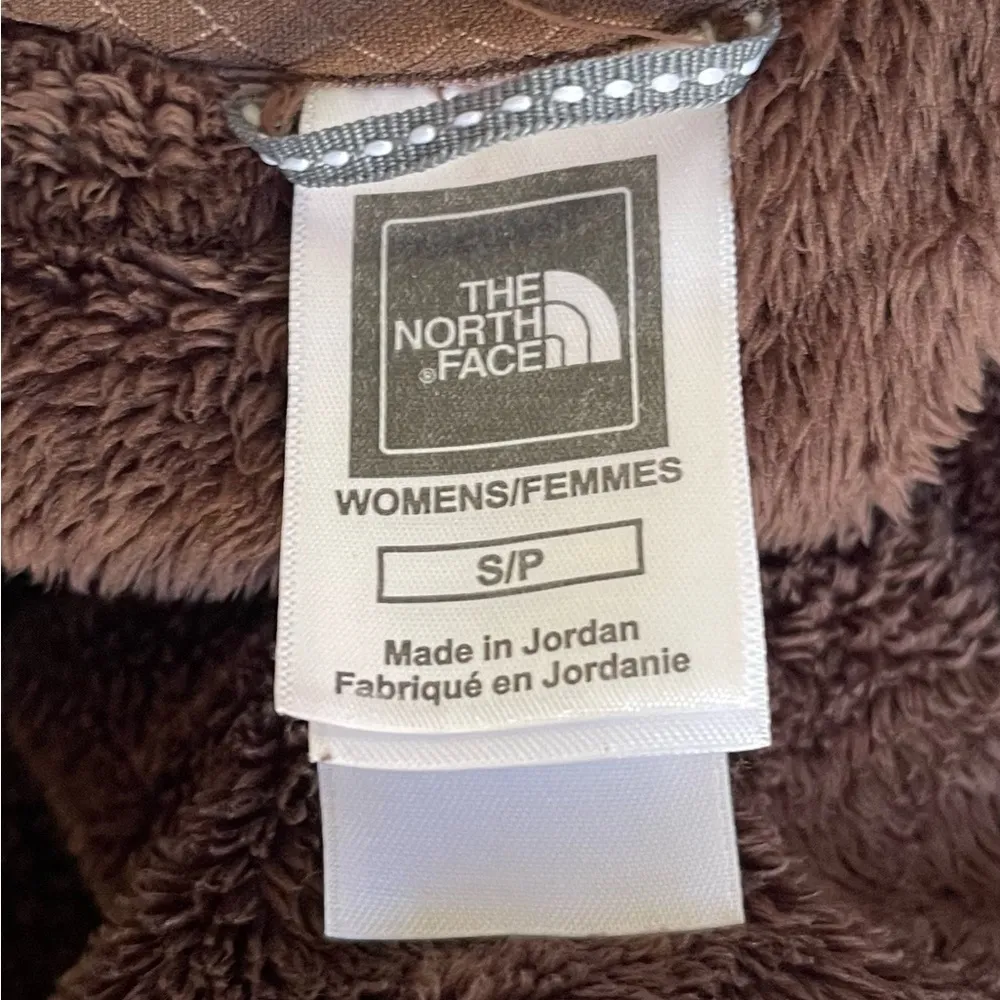 THE
NORTH
FACE
WOMENS/FEMMES
S/P
Made in Jordan
Fabriqué en Jordanie